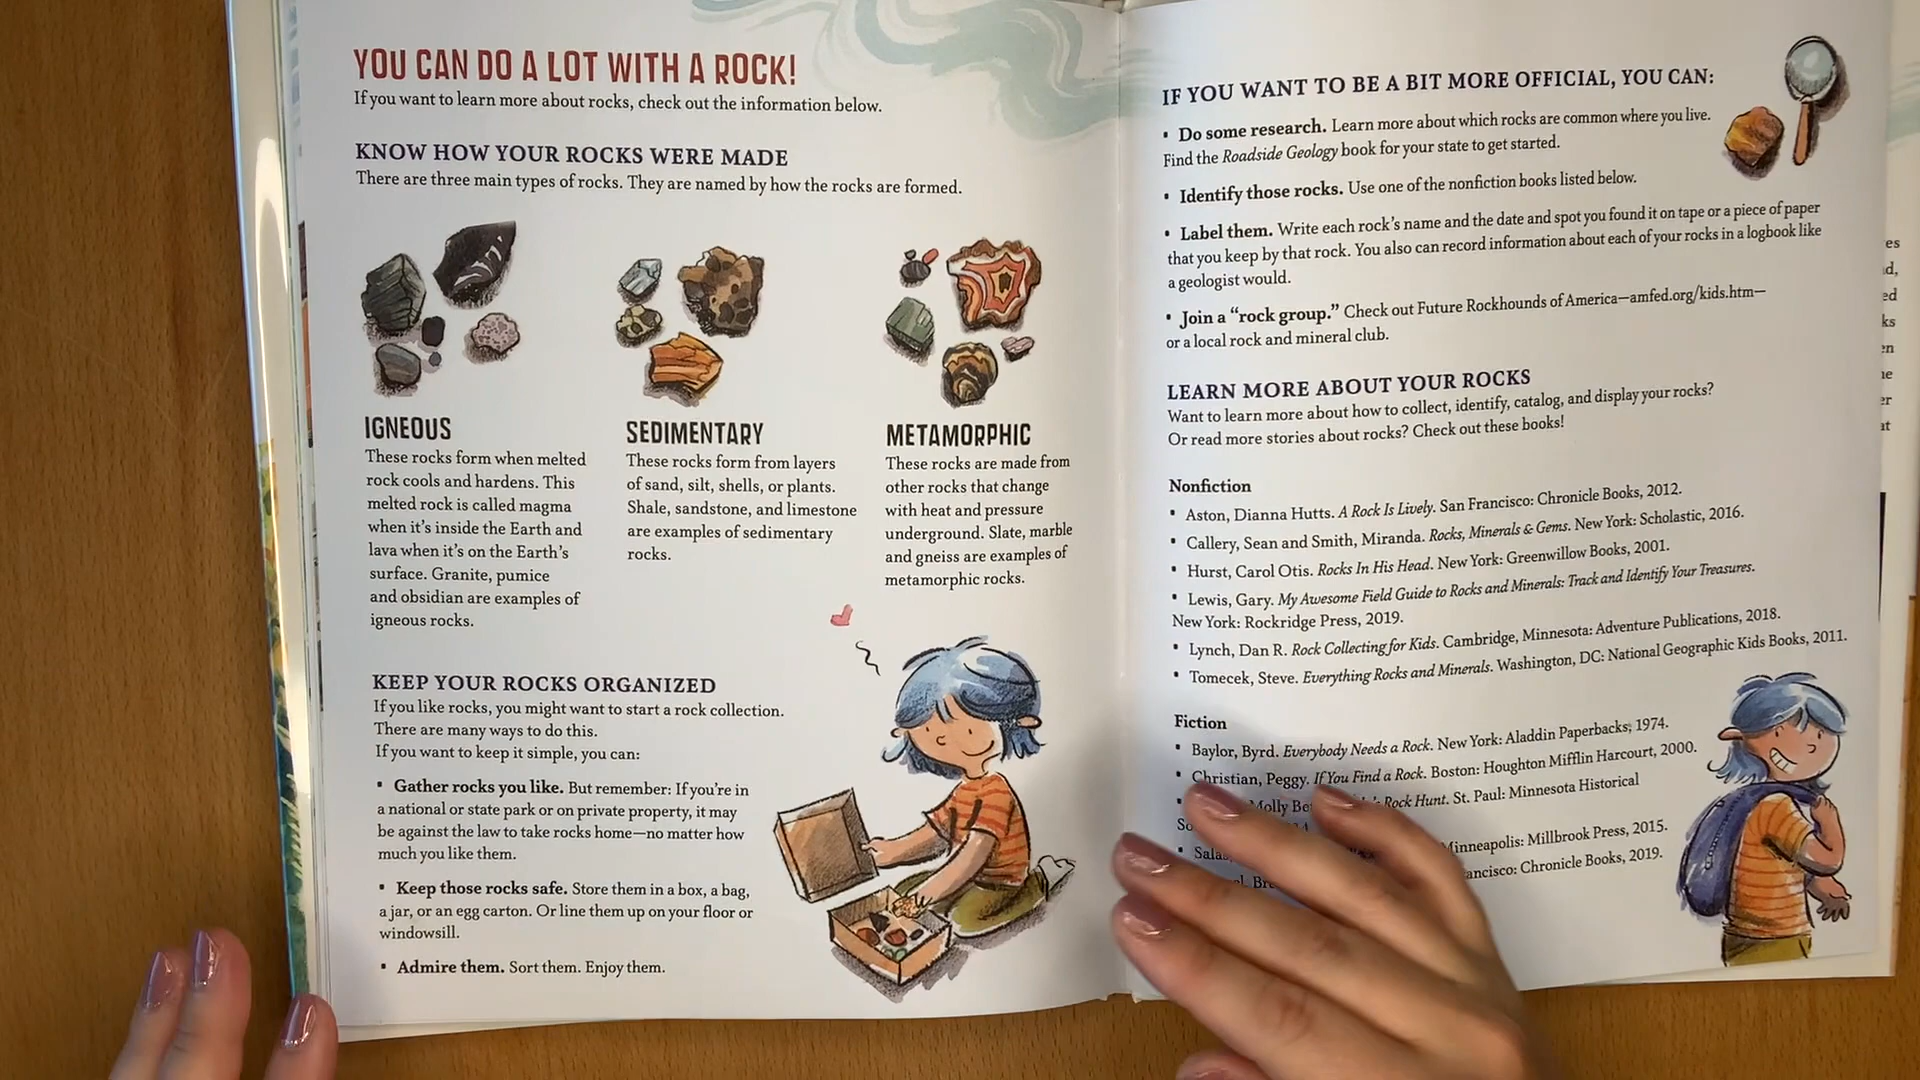 YOU CAN DO A LOT WITH A ROCK!
If you want to learn more about rocks, check out the information below.
KNOW HOW YOUR ROCKS WERE MADE
There are three main types of rocks. They are named by how the rocks are formed.
IGNEOUS
These rocks form when melted
rock cools and hardens. This
melted rock is called magma
when it's inside the Earth and
lava when it's on the Earth's
surface. Granite, pumice
and obsidian are examples of
igneous rocks.
SEDIMENTARY
These rocks form from layers
of sand, silt, shells, or plants.
Shale, sandstone, and limestone
are examples of sedimentary
rocks.
METAMORPHIC
These rocks are made from
other rocks that change
with heat and pressure
underground. Slate, marble
and gneiss are examples of
metamorphic rocks.
KEEP YOUR ROCKS ORGANIZED
If you like rocks, you might want to start a rock collection.
There are many ways to do this.
If you want to keep it simple, you can:
▪ Gather rocks you like. But remember: If you're in
a national or state park or on private property, it may
be against the law to take rocks home—no matter how
much you like them.
▪ Keep those rocks safe. Store them in a box, a bag,
a jar, or an egg carton. Or line them up on your floor or
windowsill.
▪ Admire them. Sort them. Enjoy them.
IF YOU WANT TO BE A BIT MORE OFFICIAL, YOU CAN:
▪ Do some research. Learn more about which rocks are common where you live.
Find the Roadside Geology book for your state to get started.
▪ Identify those rocks. Use one of the nonfiction books listed below.
▪ Label them. Write each rock's name and the date and spot you found it on tape or a piece of paper
that you keep by that rock. You also can record information about each of your rocks in a logbook like
a geologist would.
▪ Join a "rock group." Check out Future Rockhounds of America—amfed.org/kids.htm—
or a local rock and mineral club.
LEARN MORE ABOUT YOUR ROCKS
Want to learn more about how to collect, identify, catalog, and display your rocks?
Or read more stories about rocks? Check out these books!
Nonfiction
▪ Aston, Dianna Hutts. A Rock Is Lively. San Francisco: Chronicle Books, 2012.
▪ Callery, Sean and Smith, Miranda. Rocks, Minerals & Gems. New York: Scholastic, 2016.
▪ Hurst, Carol Otis. Rocks In His Head. New York: Greenwillow Books, 2001.
▪ Lewis, Gary. My Awesome Field Guide to Rocks and Minerals: Track and Identify Your Treasures.
New York: Rockridge Press, 2019.
▪ Lynch, Dan R. Rock Collecting for Kids. Cambridge, Minnesota: Adventure Publications, 2018.
▪ Tomecek, Steve. Everything Rocks and Minerals. Washington, DC: National Geographic Kids Books, 2011.
Fiction
▪ Baylor, Byrd. Everybody Needs a Rock. New York: Aladdin Paperbacks, 1974.
▪ Christian, Peggy. If You Find a Rock. Boston: Houghton Mifflin Harcourt, 2000.
Molly Rock Hunt. St. Paul: Minnesota Historical
▪ Salas, Minneapolis: Millbrook Press, 2015.
Chronicle Books, 2019.